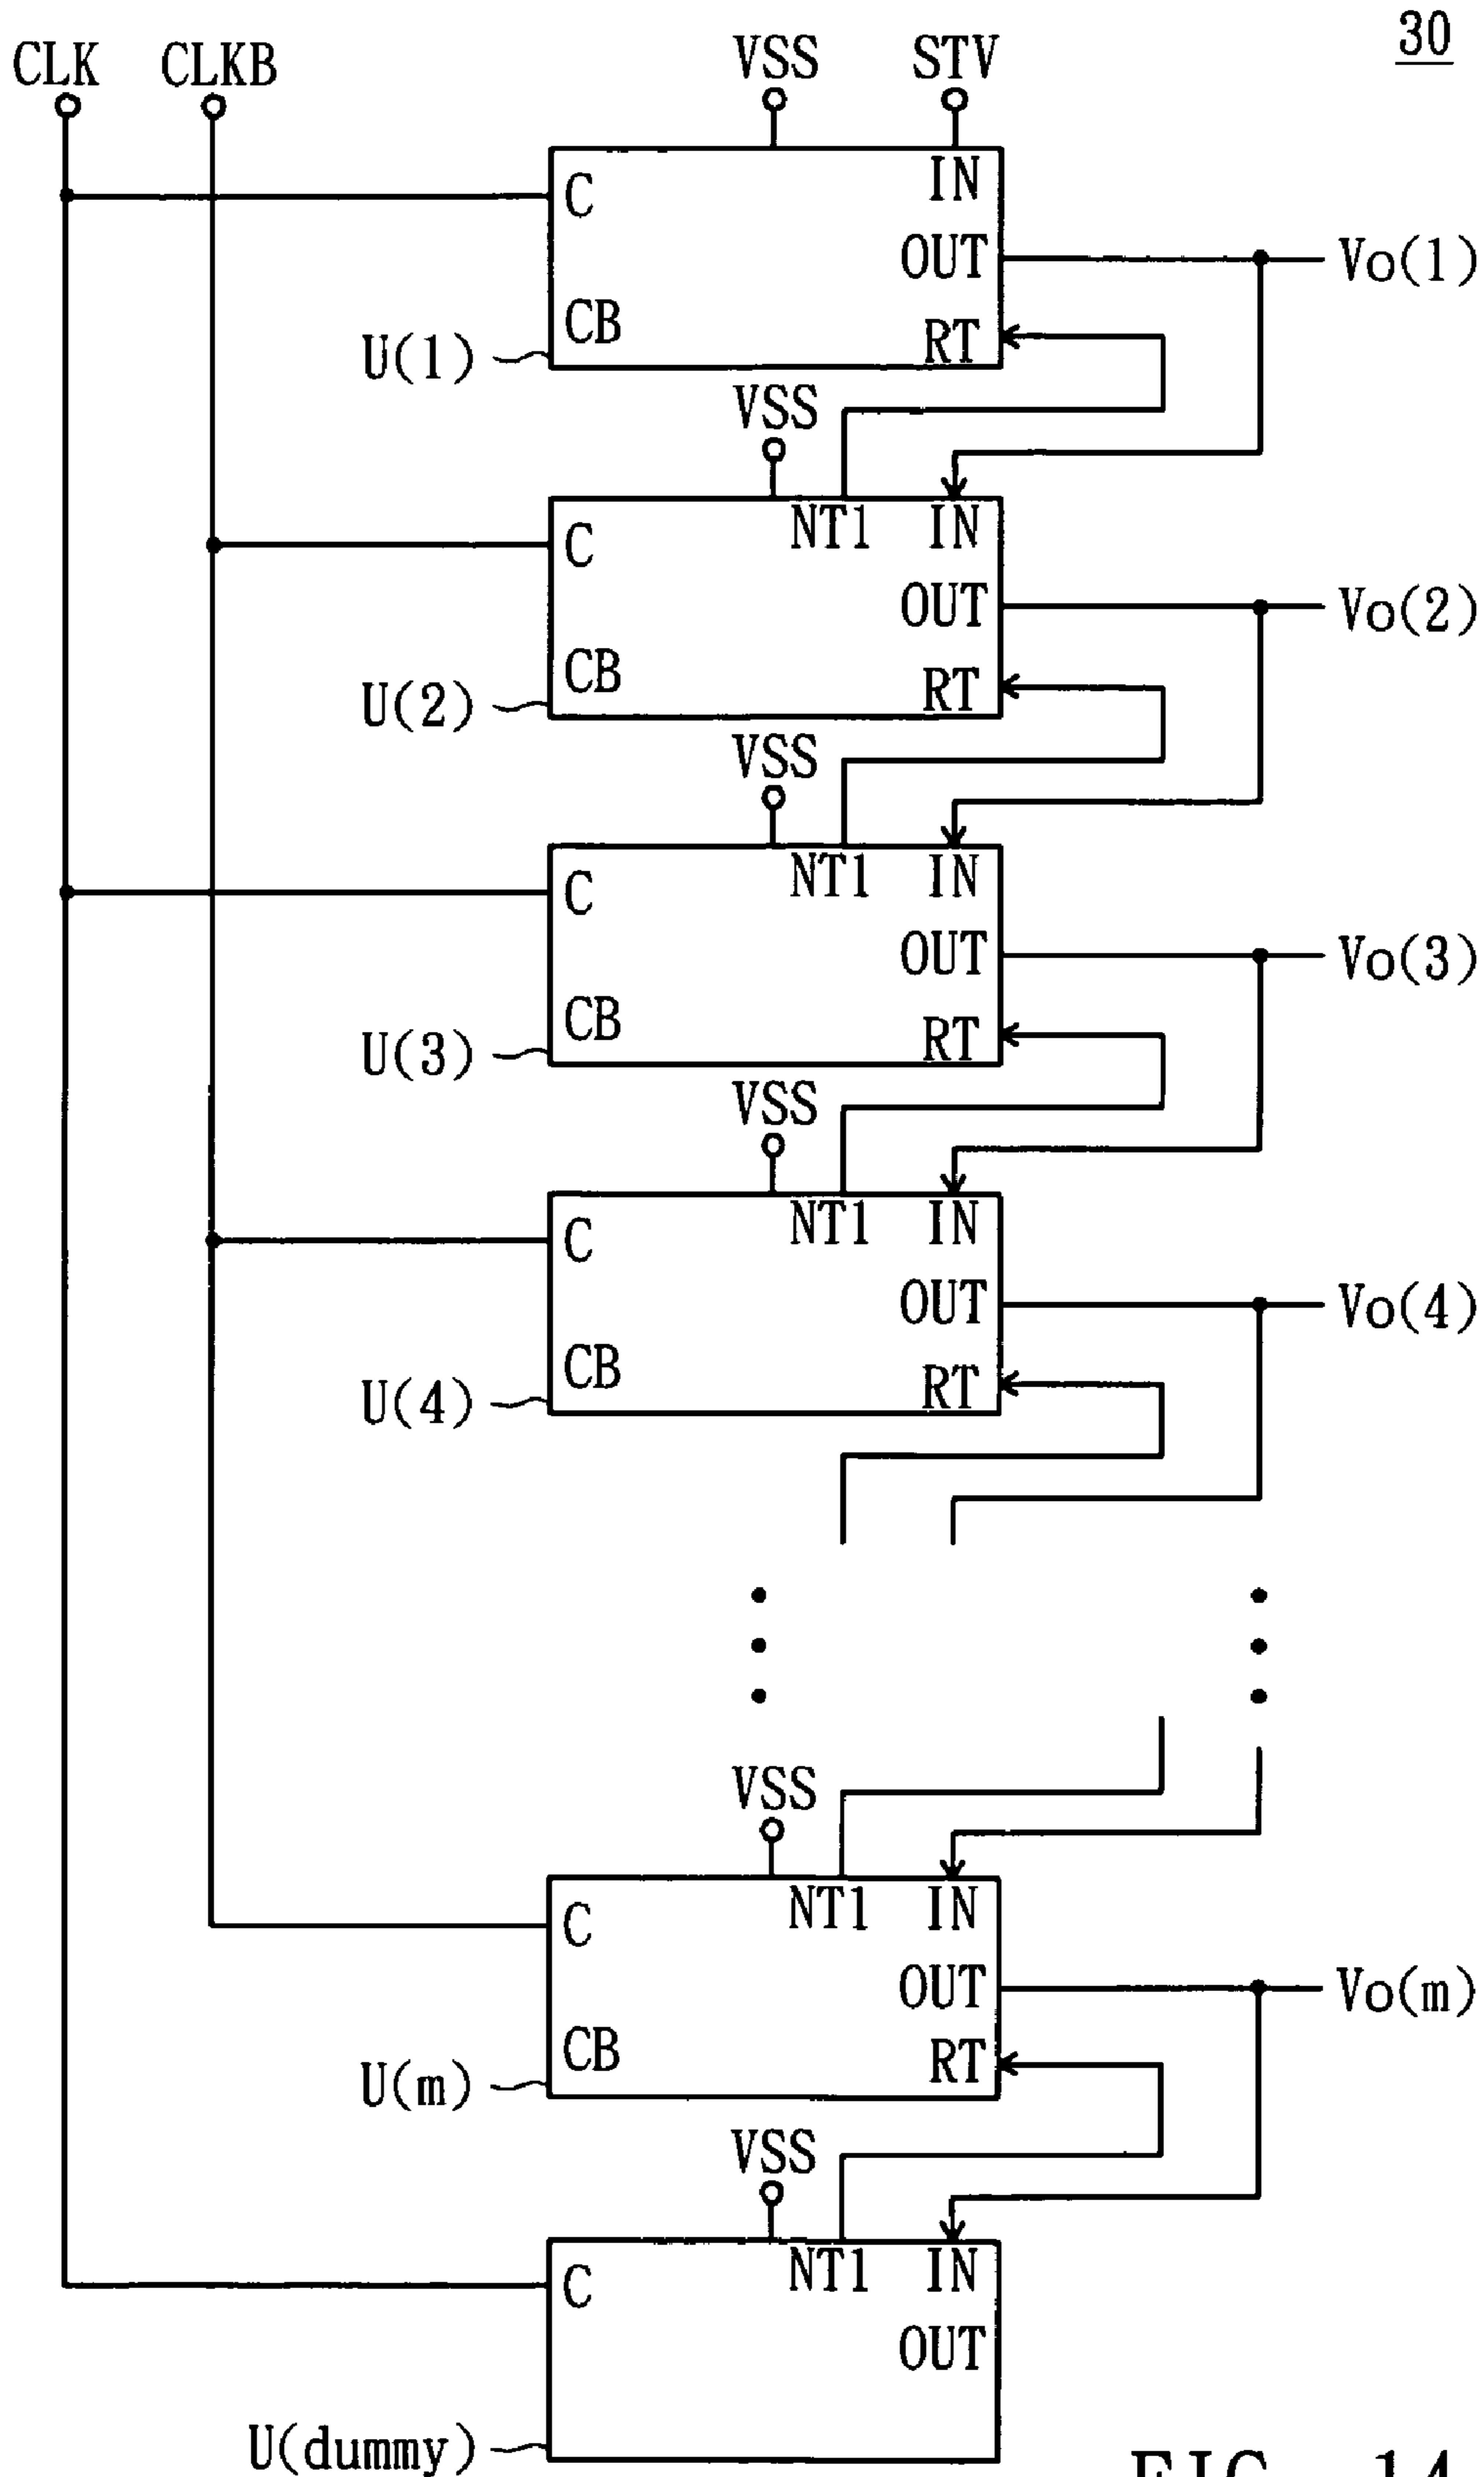 30
CLK CLKB VSS STV
C IN
OUT Vo(1)
CB RT
U(1)
VSS
C NT1 IN
OUT Vo(2)
CB RT
U(2)
VSS
C NT1 IN
OUT Vo(3)
CB RT
U(3)
VSS
C NT1 IN
OUT Vo(4)
CB RT
U(4)
VSS
C NT1 IN
OUT Vo(m)
CB RT
U(m)
VSS
C NT1 IN
OUT
U(dummy)
FIG. 14